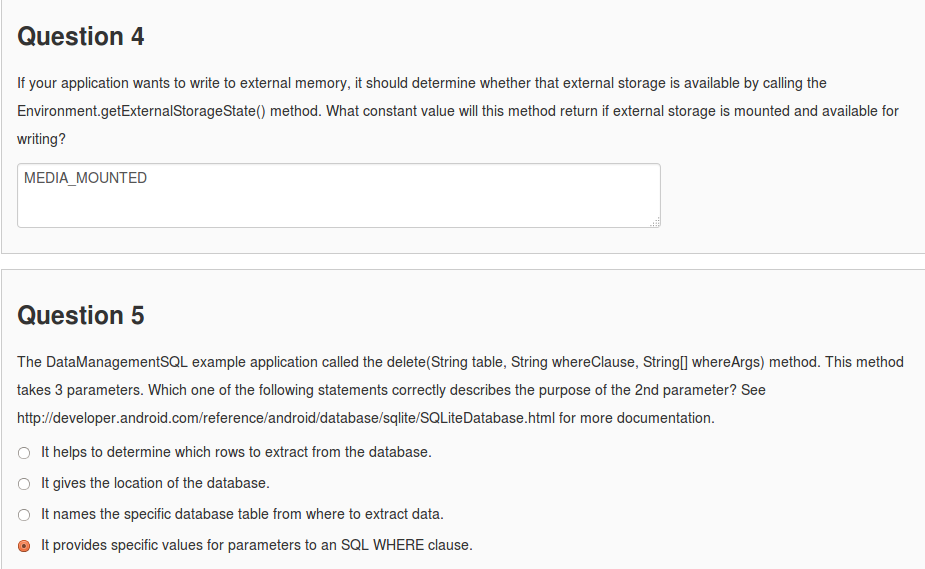 Question 4
If your application wants to write to external memory, it should determine whether that external storage is available by calling the
Environment.getExternalStorageState() method. What constant value will this method return if external storage is mounted and available for
writing?
MEDIA_MOUNTED
Question 5
The DataManagementSQL example application called the delete(String table, String whereClause, String[] whereArgs) method. This method
takes 3 parameters. Which one of the following statements correctly describes the purpose of the 2nd parameter? See
http://developer.android.com/reference/android/database/sqlite/SQLiteDatabase.html for more documentation.
It helps to determine which rows to extract from the database.
It gives the location of the database.
It names the specific database table from where to extract data.
It provides specific values for parameters to an SQL WHERE clause.